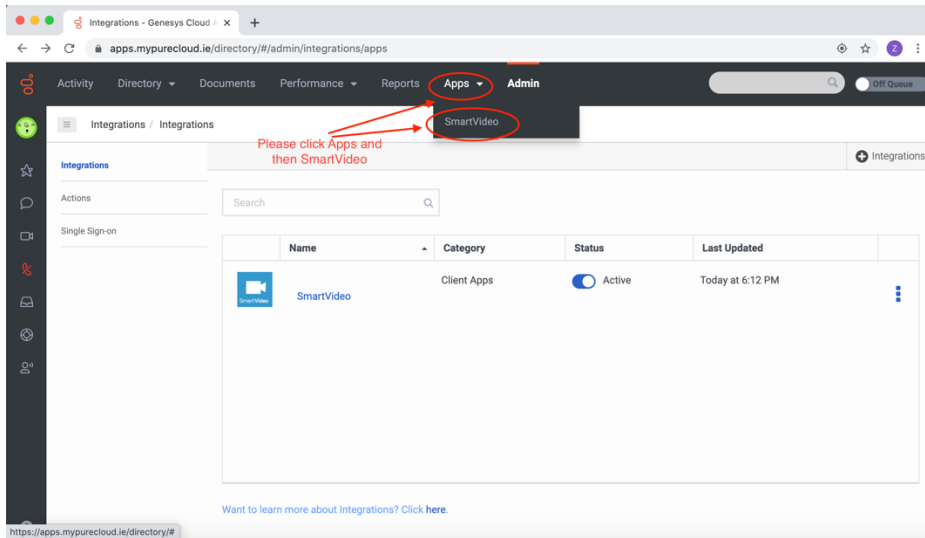 Integrations - Genesys Cloud A
apps.mypurecloud.ie/directory/#/admin/integrations/apps
Z
Activity Directory Documents Performance Reports Apps Admin Off Queue
SmartVideo
Integrations / Integrations
Please click Apps and
then SmartVideo
Integrations
Integrations
Actions
Search
Single Sign-on
Name Category Status Last Updated
SmartVideo SmartVideo Client Apps Active Today at 6:12 PM
Want to learn more about Integrations? Click here.
https://apps.mypurecloud.ie/directory/#